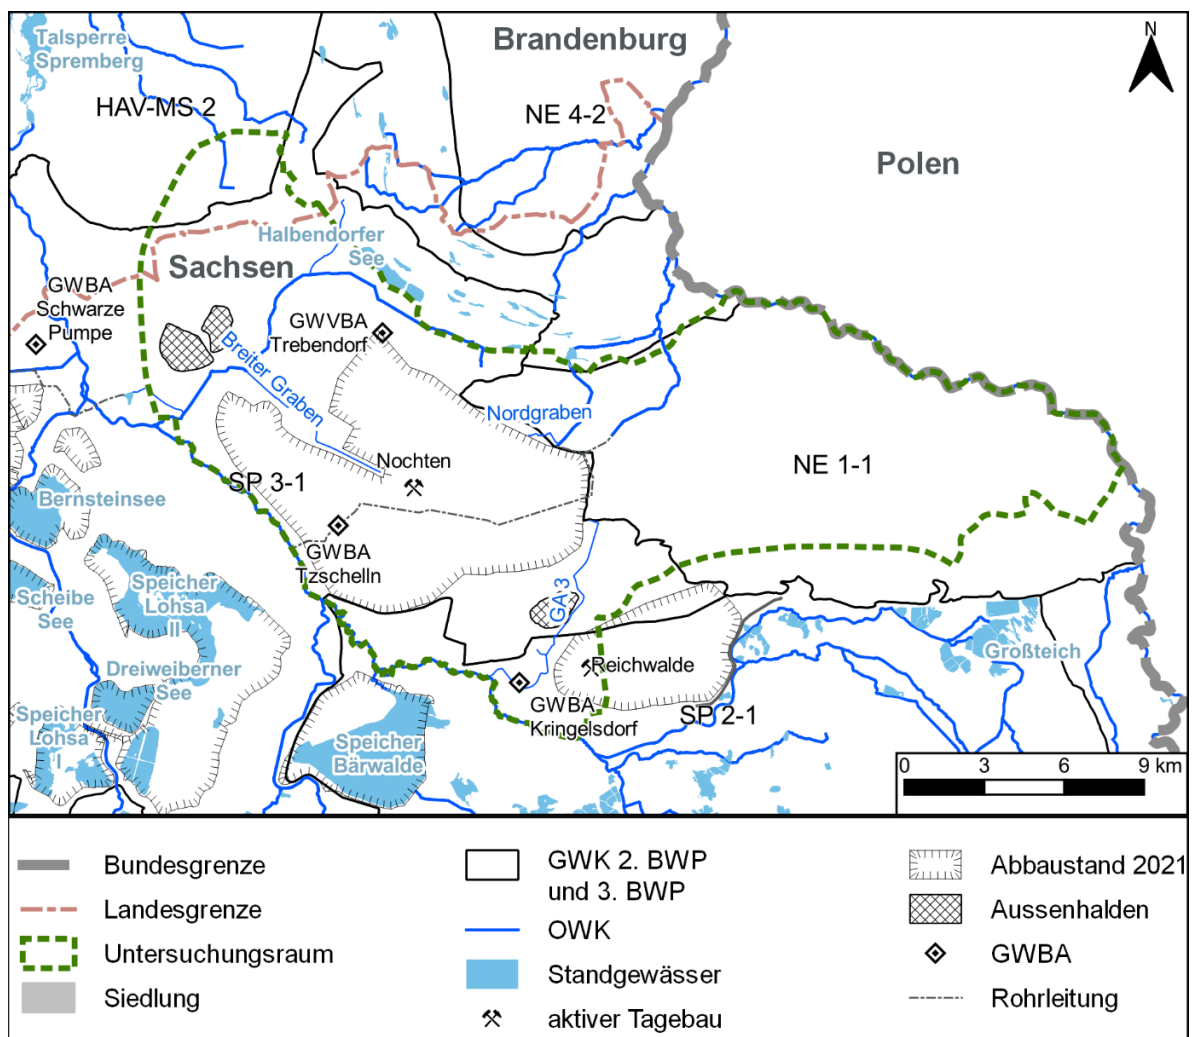 Talsperre
Spremberg
Brandenburg
N
HAV-MS 2
NE 4-2
Polen
Halbendorfer
See
Sachsen
GWBA
Schwarze
Pumpe
GWVBA
Trebendorf
Breiter Graben
Nordgraben
Nochten
NE 1-1
SP 3-1
Bernsteinsee
GWBA
Tzschelln
Speicher
Lohsa
II
Scheibe
See
GA 3
Dreiweiberner
See
Reichwalde
Großteich
GWBA
Kringelsdorf
SP 2-1
Speicher
Lohsa
I
Speicher
Bärwalde
0 3 6 9 km
Bundesgrenze
Landesgrenze
Untersuchungsraum
Siedlung
GWK 2. BWP
und 3. BWP
OWK
Standgewässer
aktiver Tagebau
Abbaustand 2021
Aussenhalden
GWBA
Rohrleitung